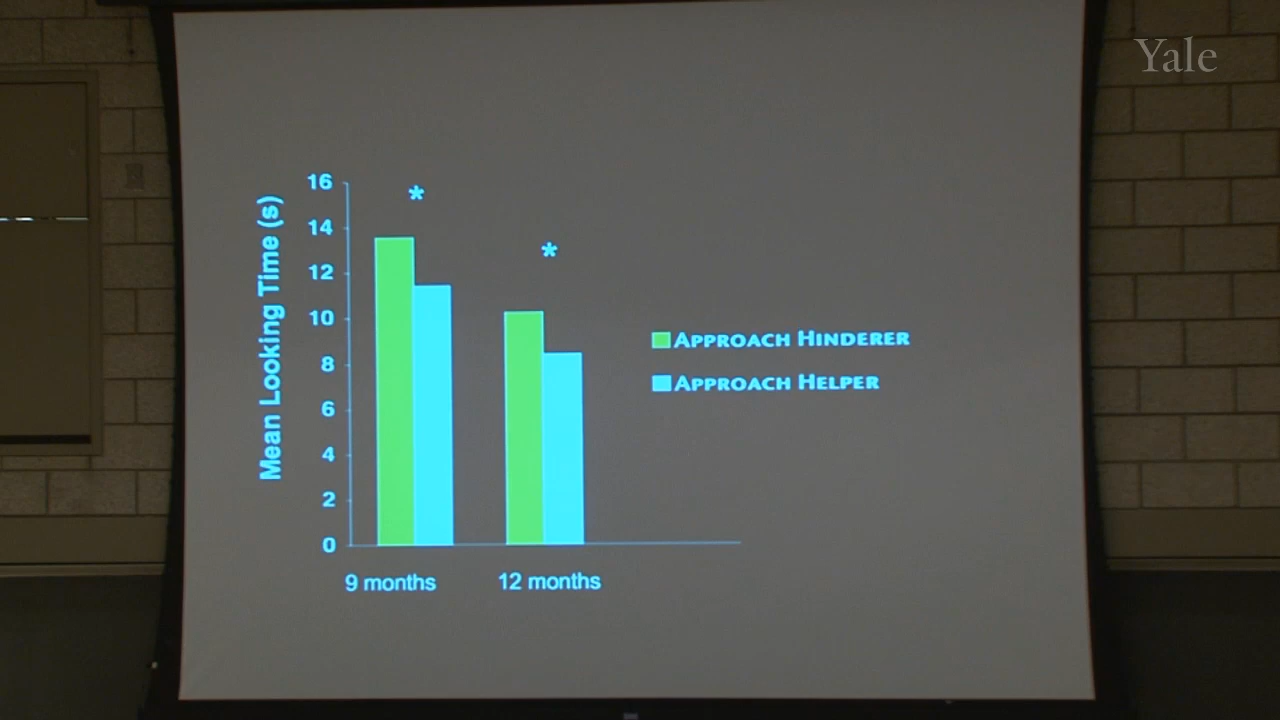 Yale
Mean Looking Time (s)
16
14
12
10
8
6
4
2
0
*
*
9 months
12 months
APPROACH HINDERER
APPROACH HELPER